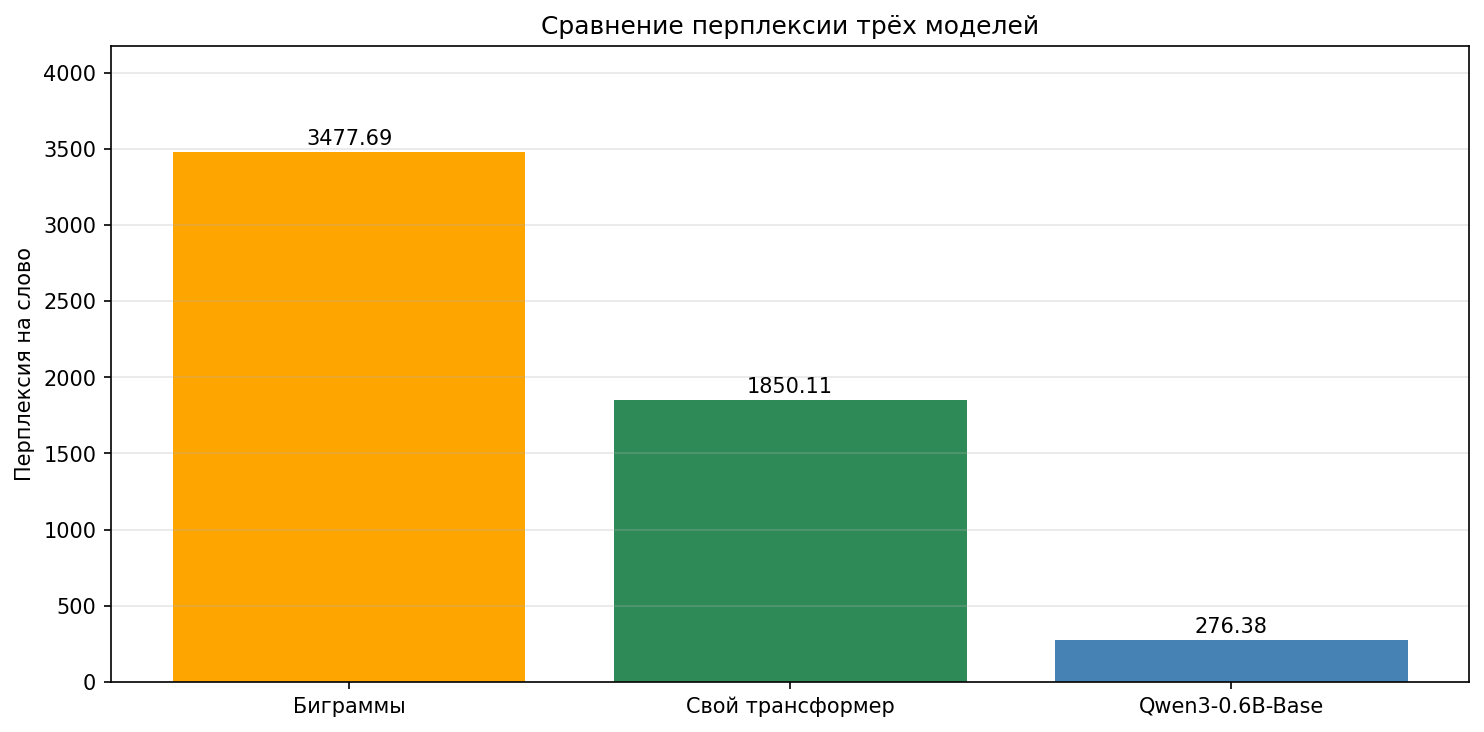 Сравнение перплексии трёх моделей
Перплексия на слово
4000
3500
3000
2500
2000
1500
1000
500
0
3477.69
1850.11
276.38
Биграммы
Свой трансформер
Qwen3-0.6B-Base